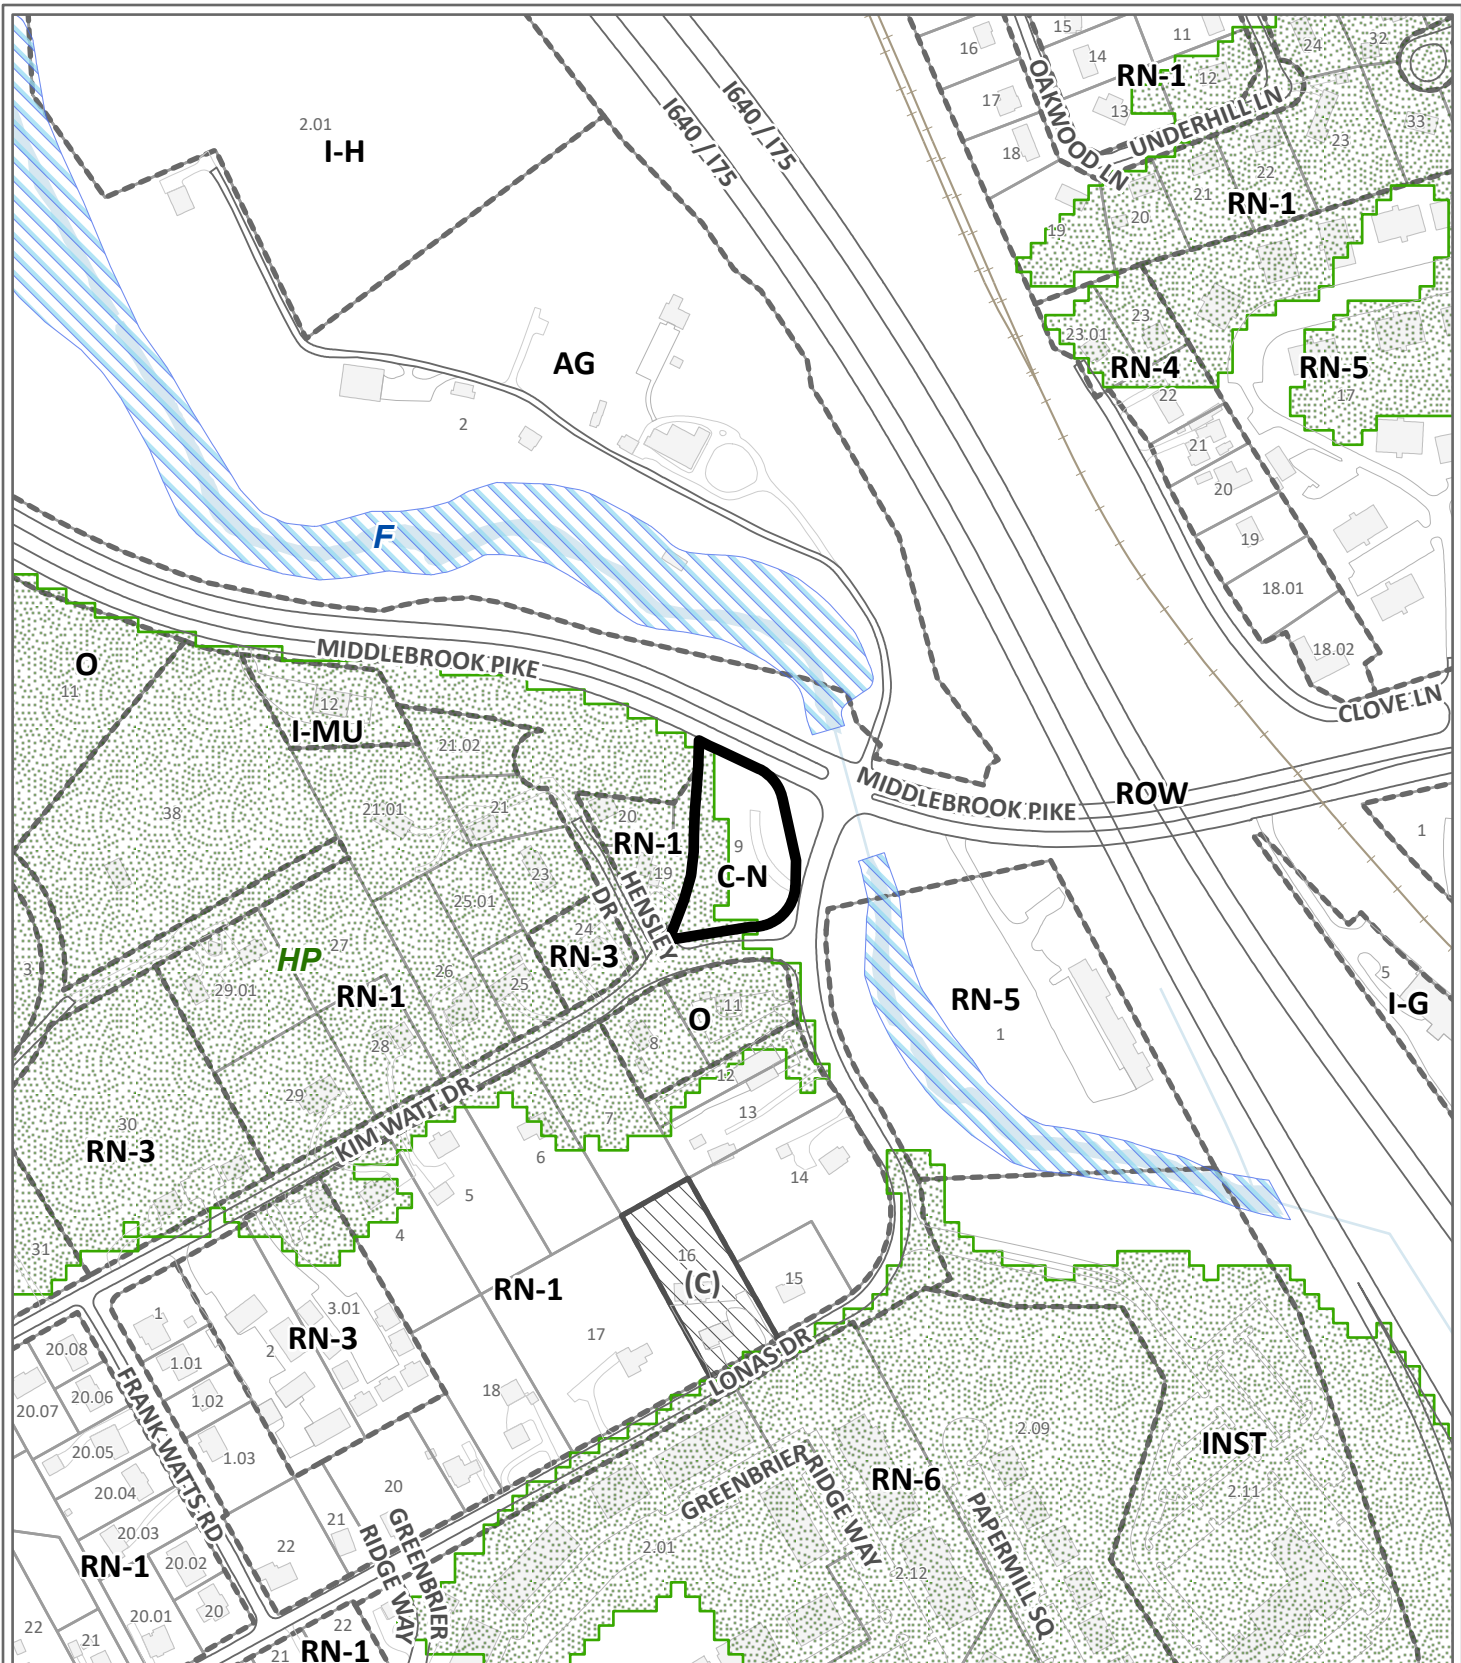 15
11
24
32
16
14
RN-1
12
OAKWOOD LN
I640 / I75
I640 / I75
17
13
UNDERHILL LN
33
2.01
I-H
18
23
22
21
RN-1
20
19
23
23.01
AG
RN-4
RN-5
17
22
2
21
20
F
19
18.01
18.02
MIDDLEBROOK PIKE
O
11
12
I-MU
21.02
CLOVE LN
MIDDLEBROOK PIKE
ROW
38
21.01
21
20
RN-1
9
C-N
1
23
19
25.01
HENSLEY
DR
24
RN-3
3
HP
27
26
25
29.01
RN-1
RN-5
1
5
I-G
11
O
8
28
29
12
13
KIM WATT DR
7
30
RN-3
6
5
14
4
31
16
(C)
15
RN-1
3.01
RN-3
1
2
17
20.08
1.01
LONAS DR
20.06
1.02
20.07
18
FRANK WATTS RD
2.09
20.05
1.03
INST
RN-6
20.04
20
GREENBRIER
RIDGE WAY
2.11
PAPERMILL SQ
20.03
21
GREENBRIER
RIDGE WAY
22
2.01
RN-1
20.02
2.12
20
20.01
22
22
21
21
RN-1